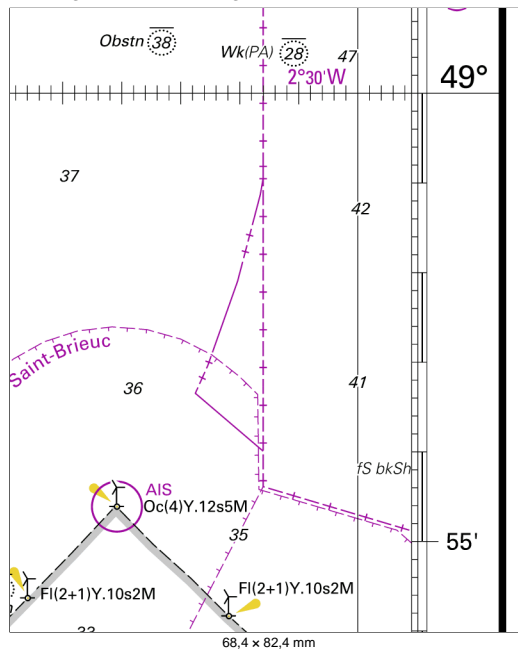 Obstn 38
Wk(PA) 28
47
2°30'W
49°
37
42
Saint-Brieuc
36
41
fS bkSh
AIS
Oc(4)Y.12s5M
35
55'
Fl(2+1)Y.10s2M
Fl(2+1)Y.10s2M
68,4 × 82,4 mm